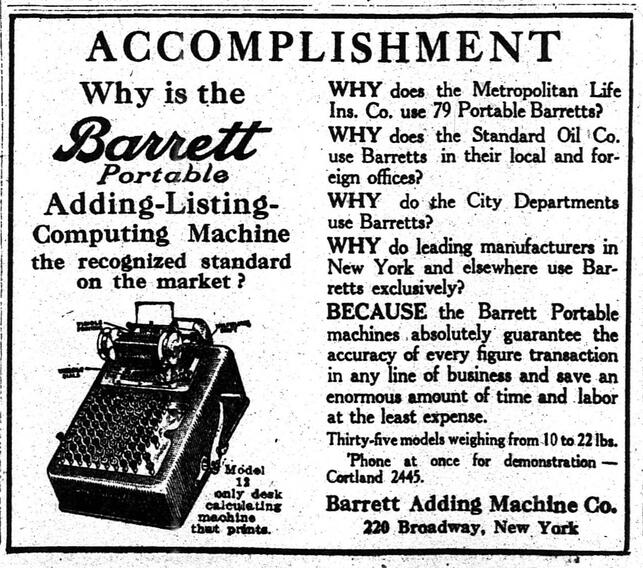 ACCOMPLISHMENT
Why is the
Barrett
Portable
Adding-Listing-
Computing Machine
the recognized standard
on the market?
Model
12
only desk
calculating
machine
that prints.
WHY does the Metropolitan Life
Ins. Co. use 79 Portable Barretts?
WHY does the Standard Oil Co.
use Barretts in their local and for-
eign offices?
WHY do the City Departments
use Barretts?
WHY do leading manufacturers in
New York and elsewhere use Bar-
retts exclusively?
BECAUSE the Barrett Portable
machines absolutely guarantee the
accuracy of every figure transaction
in any line of business and save an
enormous amount of time and labor
at the least expense.
Thirty-five models weighing from 10 to 22 lbs.
'Phone at once for demonstration —
Cortland 2445.
Barrett Adding Machine Co.
220 Broadway, New York